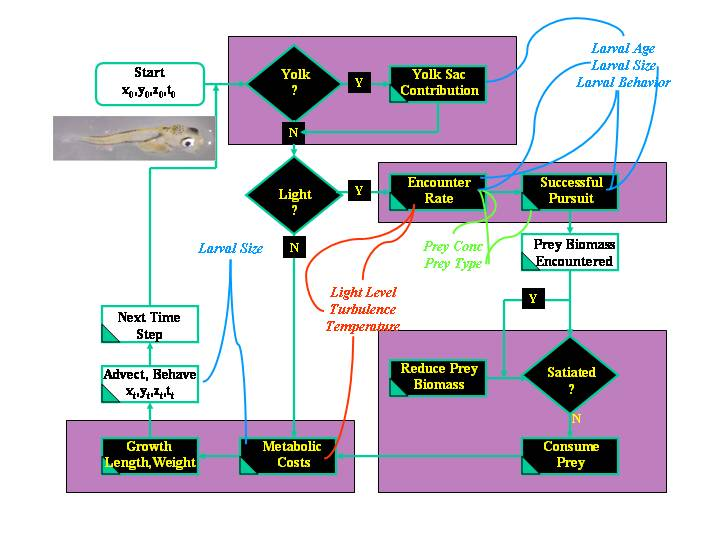 Start
x0,y0,z0,t0
Yolk
?
Y
Yolk Sac
Contribution
Larval Age
Larval Size
Larval Behavior
N
Light
?
Y
Encounter
Rate
Successful
Pursuit
N
Larval Size
Prey Conc
Prey Type
Prey Biomass
Encountered
Light Level
Turbulence
Temperature
Y
Next Time
Step
Advect, Behave
xt,yt,zt,tt
Reduce Prey
Biomass
Satiated
?
N
Growth
Length,Weight
Metabolic
Costs
Consume
Prey